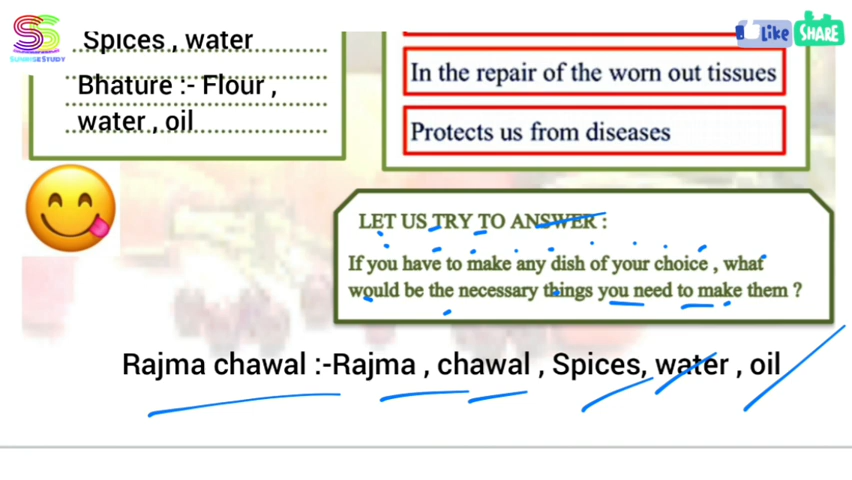 SS
SUNRISE STUDY
Like
SHARE
Spices , water
Bhature :- Flour ,
water , oil
In the repair of the worn out tissues
Protects us from diseases
LET US TRY TO ANSWER :
If you have to make any dish of your choice , what
would be the necessary things you need to make them ?
Rajma chawal :-Rajma , chawal , Spices, water , oil